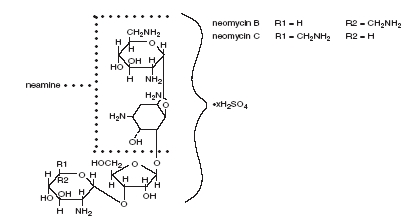 neomycin B R1 = H R2 = CH₂NH₂
neomycin C R1 = CH₂NH₂ R2 = H
CH₂NH₂
H O H
H
OH H
HO
H NH₂
neamine
H₂N O
H₂N
•xH₂SO₄
OH
O
R1 HOCH₂ O
H O H
R2 H H
OH H H H
HO OH
H NH₂ O